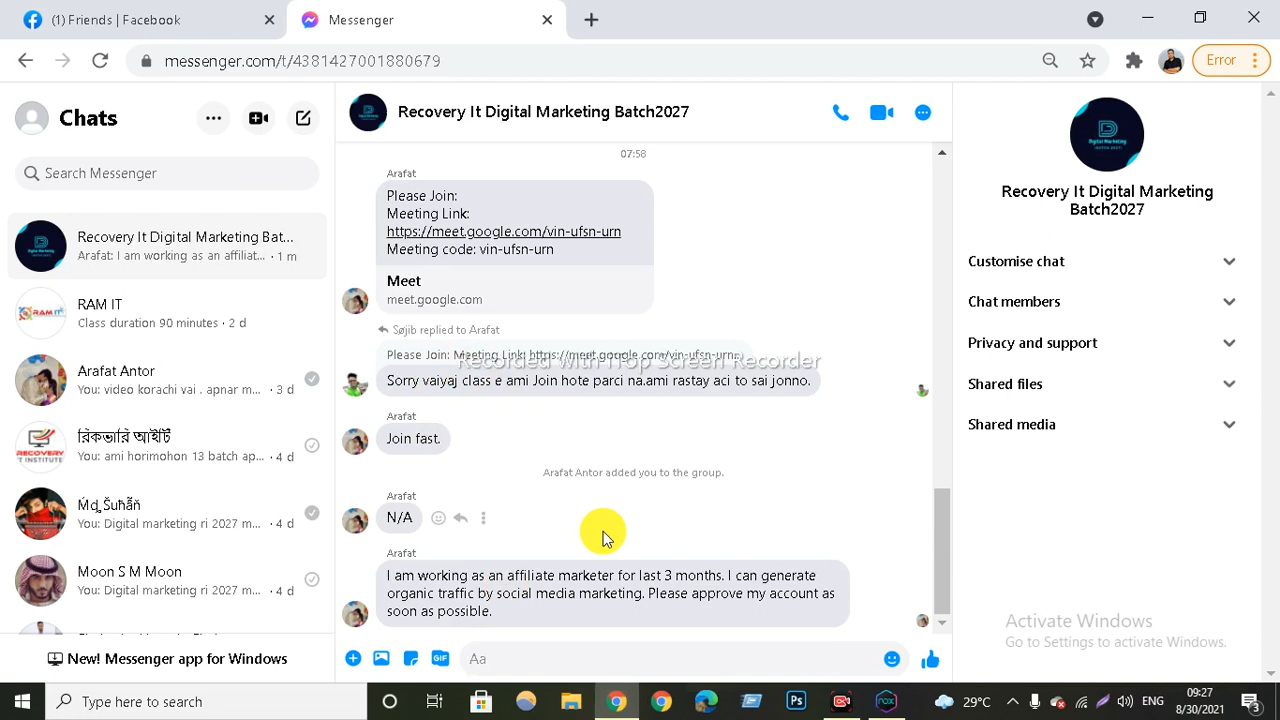 (1) Friends | Facebook
Messenger
messenger.com/t/4381427001880679
Error
Chats
Search Messenger
Recovery It Digital Marketing Bat...
Arafat: I am working as an affiliat... · 1 m
RAM IT
Class duration 90 minutes · 2 d
Arafat Antor
You: video korachi vai . apnar m... · 3 d
রিকভারি আইটি
You: ami horimohon 13 batch ap... · 4 d
You: Digital marketing ri 2027 m... · 4 d
Moon S M Moon
You: Digital marketing ri 2027 m... · 4 d
New! Messenger app for Windows
Recovery It Digital Marketing Batch2027
07:58
Arafat
Please Join:
Meeting Link:
https://meet.google.com/vin-ufsn-urn
Meeting code: vin-ufsn-urn
Meet
meet.google.com
Søjib replied to Arafat
Please Join: Meeting Link: https://meet.google.com/vin-ufsn-urn...
Recorded with iTop Screen Recorder
Sorry vaiyaj class e ami Join hote parci na.ami rastay aci to sai jonno.
Arafat
Join fast.
Arafat Antor added you to the group.
Arafat
N/A
Arafat
I am working as an affiliate marketer for last 3 months. I can generate
organic traffic by social media marketing. Please approve my account as
soon as possible.
GIF
Aa
Digital Marketing
Recovery It Digital Marketing
Batch2027
Customise chat
Chat members
Privacy and support
Shared files
Shared media
Activate Windows
Go to Settings to activate Windows.
Type here to search
Ps
29°C
ENG
09:27
8/30/2021
3